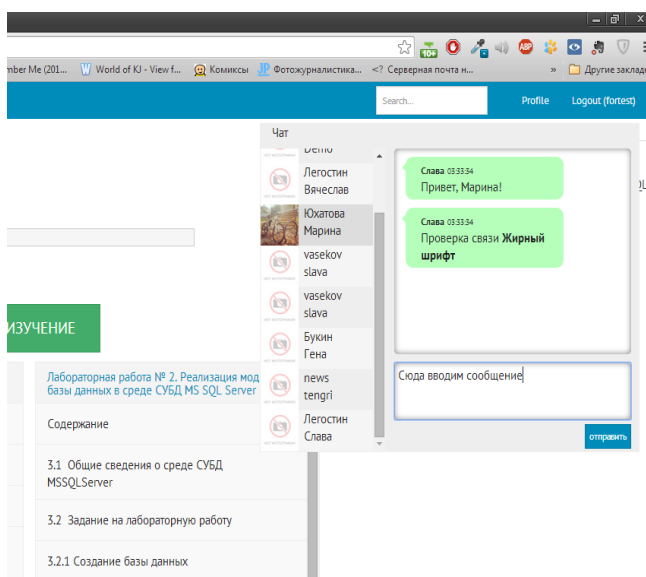 10+
ABP
mber Me (201... W World of KJ - View f... Комиксы JP Фотожурналистика... <? Серверная почта н... » Другие заклад
Search... Profile Logout (fortest)
Чат
Demo
Легостин
Вячеслав
Юхатова
Марина
vasekov
slava
vasekov
slava
Букин
Гена
news
tengri
Легостин
Слава
Слава 03:33:34
Привет, Марина!
Слава 03:33:34
Проверка связи Жирный
шрифт
Сюда вводим сообщение
отправить
ИЗУЧЕНИЕ
Лабораторная работа № 2. Реализация мод
базы данных в среде СУБД MS SQL Server
Содержание
3.1 Общие сведения о среде СУБД
MSSQLServer
3.2 Задание на лабораторную работу
3.2.1 Создание базы данных